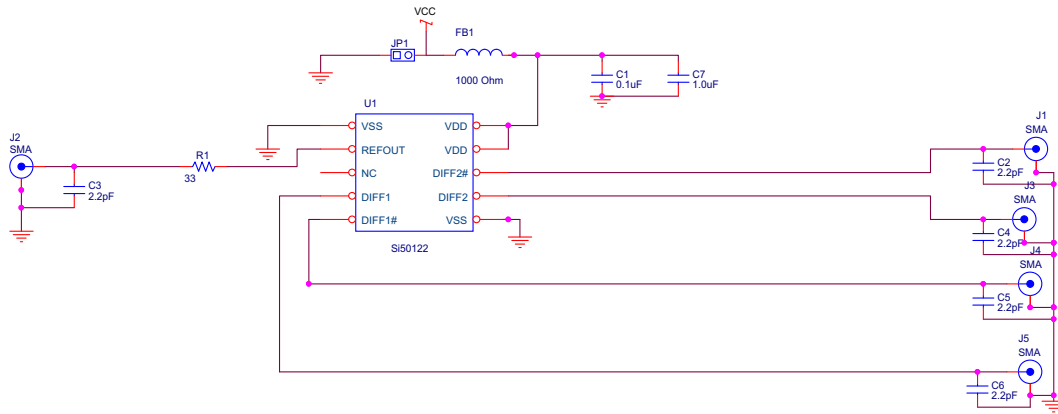 VCC
JP1
FB1
1000 Ohm
C1
0.1uF
C7
1.0uF
U1
VSS
REFOUT
NC
DIFF1
DIFF1#
VDD
VDD
DIFF2#
DIFF2
VSS
Si50122
J2
SMA
C3
2.2pF
R1
33
J1
SMA
C2
2.2pF
J3
SMA
C4
2.2pF
J4
SMA
C5
2.2pF
J5
SMA
C6
2.2pF